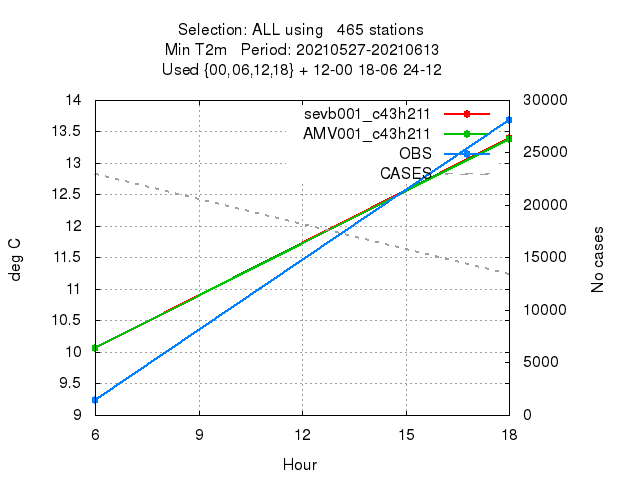 Selection: ALL using 465 stations
Min T2m Period: 20210527-20210613
Used {00,06,12,18} + 12-00 18-06 24-12
14
13.5
13
12.5
12
11.5
11
10.5
10
9.5
9
30000
25000
20000
15000
10000
5000
0
sevb001_c43h211
AMV001_c43h211
OBS
CASES
deg C
No cases
6
9
12
15
18
Hour